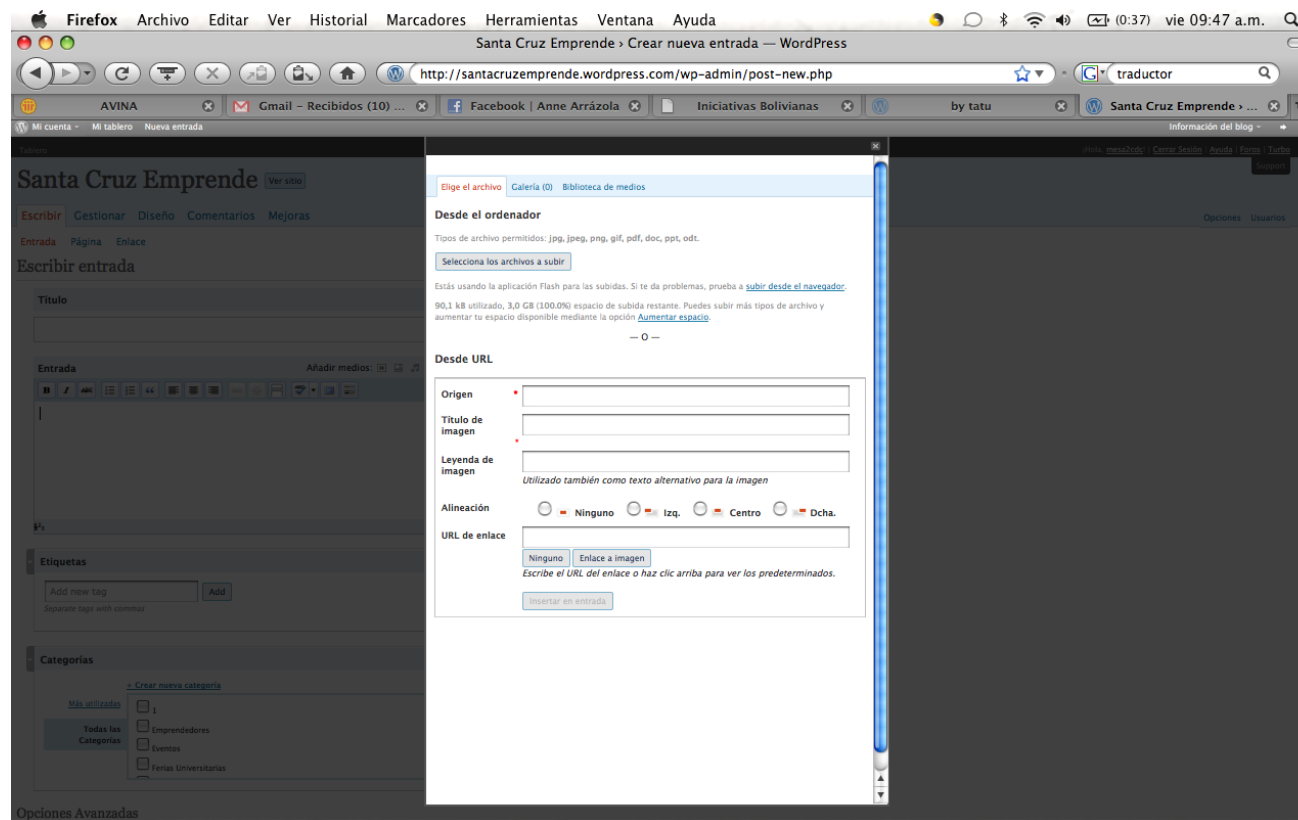 Firefox Archivo Editar Ver Historial Marcadores Herramientas Ventana Ayuda (0:37) vie 09:47 a.m.
Santa Cruz Emprende › Crear nueva entrada — WordPress
http://santacruzemprende.wordpress.com/wp-admin/post-new.php traductor
AVINA Gmail – Recibidos (10) ... Facebook | Anne Arrázola Iniciativas Bolivianas by tatu Santa Cruz Emprende › ...
Mi cuenta Mi tablero Nueva entrada Información del blog
Tablero ¡Hola, mesa2cdc! | Cerrar Sesión | Ayuda | Foros | Turbo
Support
Santa Cruz Emprende Ver sitio
Escribir Gestionar Diseño Comentarios Mejoras Opciones Usuarios
Entrada Página Enlace
Escribir entrada
Título
Entrada Añadir medios:
ABC
Etiquetas
Add new tag Add
Separate tags with commas
Categorías
+ Crear nueva categoría
Más utilizadas
Todas las Categorías
1
Emprendedores
Eventos
Ferias Universitarias
Opciones Avanzadas
Elige el archivo Galería (0) Biblioteca de medios
Desde el ordenador
Tipos de archivo permitidos: jpg, jpeg, png, gif, pdf, doc, ppt, odt.
Selecciona los archivos a subir
Estás usando la aplicación Flash para las subidas. Si te da problemas, prueba a subir desde el navegador.
90,1 kB utilizado, 3,0 GB (100.0%) espacio de subida restante. Puedes subir más tipos de archivo y
aumentar tu espacio disponible mediante la opción Aumentar espacio.
— O —
Desde URL
Origen *
Título de
imagen *
Leyenda de
imagen
Utilizado también como texto alternativo para la imagen
Alineación Ninguno Izq. Centro Dcha.
URL de enlace
Ninguno Enlace a imagen
Escribe el URL del enlace o haz clic arriba para ver los predeterminados.
Insertar en entrada